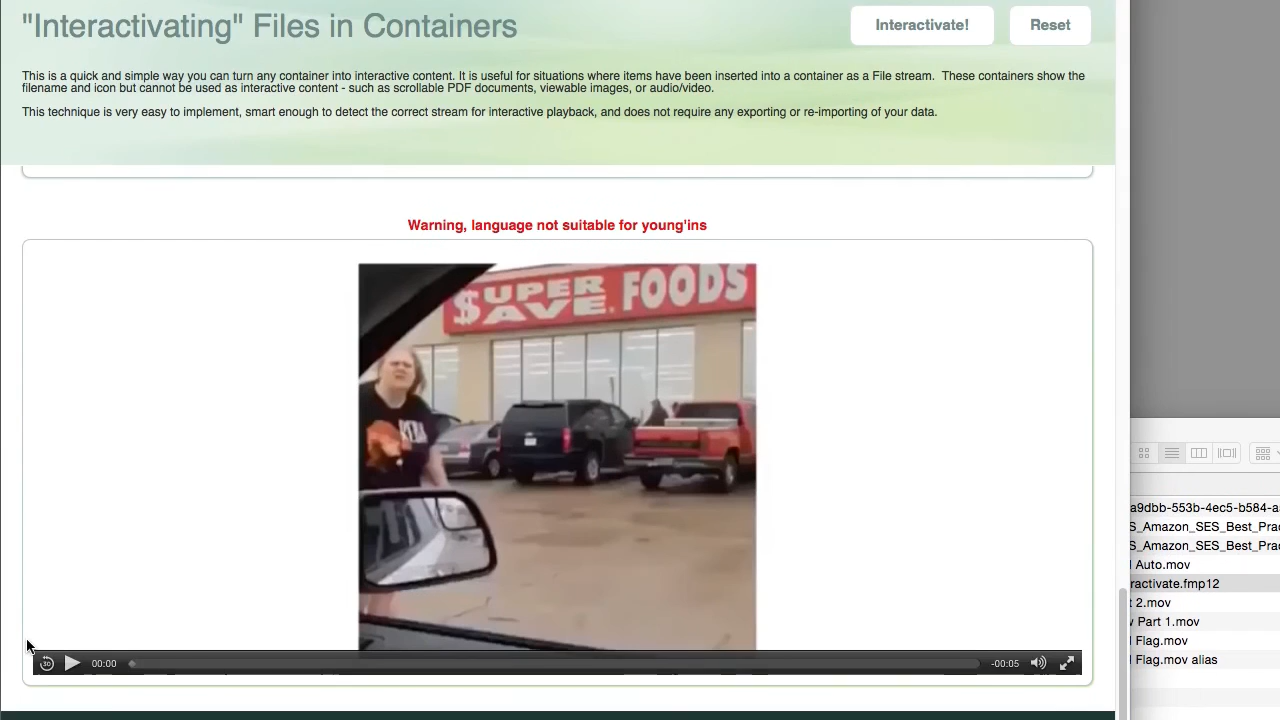 "Interactivating" Files in Containers
Interactivate!
Reset
This is a quick and simple way you can turn any container into interactive content. It is useful for situations where items have been inserted into a container as a File stream.  These containers show the
filename and icon but cannot be used as interactive content - such as scrollable PDF documents, viewable images, or audio/video.
This technique is very easy to implement, smart enough to detect the correct stream for interactive playback, and does not require any exporting or re-importing of your data.
Warning, language not suitable for young'ins
$UPER
$AVE. FOODS
30
00:00
-00:05
a9dbb-553b-4ec5-b584-a
S_Amazon_SES_Best_Prac
S_Amazon_SES_Best_Prac
Auto.mov
ractivate.fmp12
t 2.mov
v Part 1.mov
Flag.mov
Flag.mov alias